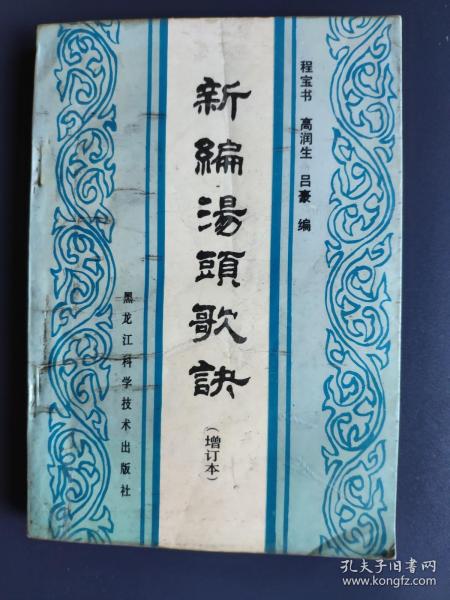 程宝书 高润生 吕豪 编
新編湯頭歌訣
(增订本)
黑龙江科学技术出版社
孔夫子旧书网
www.kongfz.com